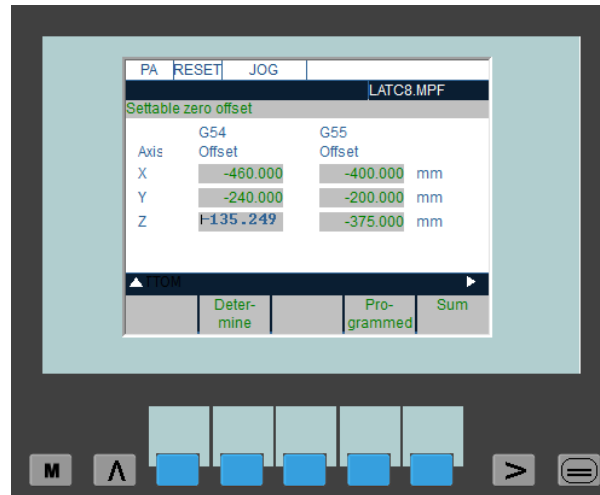 PA RESET JOG
LATC8.MPF
Settable zero offset
G54 G55
Axis Offset Offset
X -460.000 -400.000 mm
Y -240.000 -200.000 mm
Z -135.249 -375.000 mm
Deter-
mine
Pro-
grammed
Sum
M Λ >